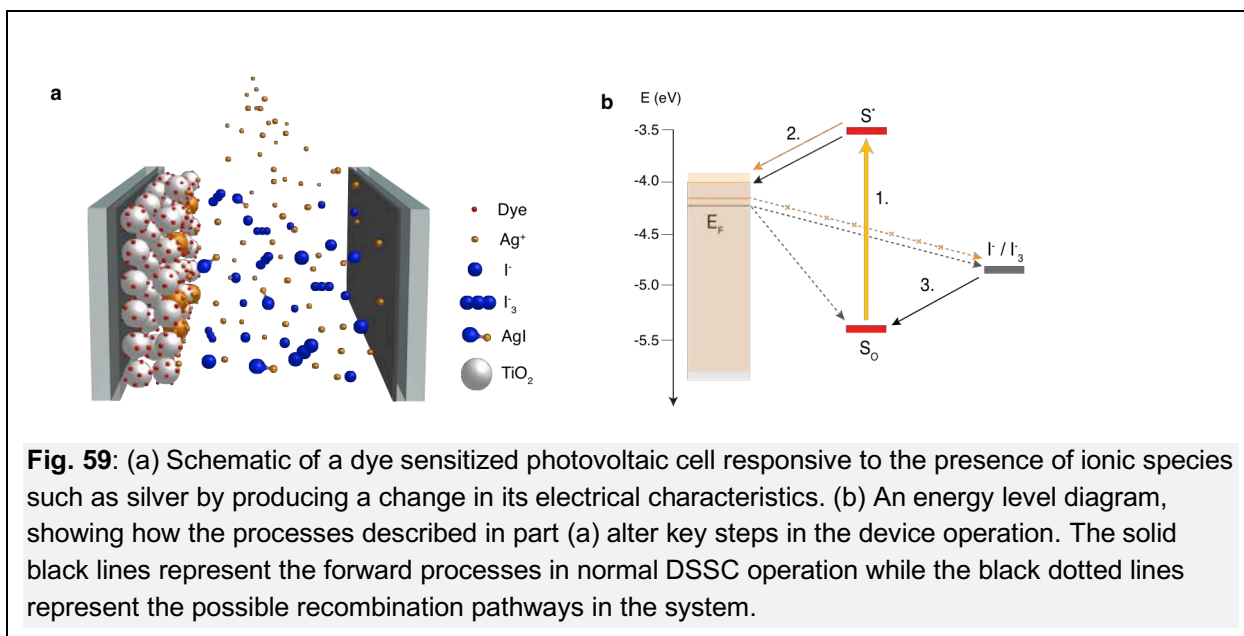 a
Dye
Ag⁺
I⁻
I⁻₃
AgI
TiO₂
b
E (eV)
-3.5
-4.0
-4.5
-5.0
-5.5
S*
2.
1.
E_F
I⁻ / I⁻₃
3.
S_O
Fig. 59: (a) Schematic of a dye sensitized photovoltaic cell responsive to the presence of ionic species
such as silver by producing a change in its electrical characteristics. (b) An energy level diagram,
showing how the processes described in part (a) alter key steps in the device operation. The solid
black lines represent the forward processes in normal DSSC operation while the black dotted lines
represent the possible recombination pathways in the system.